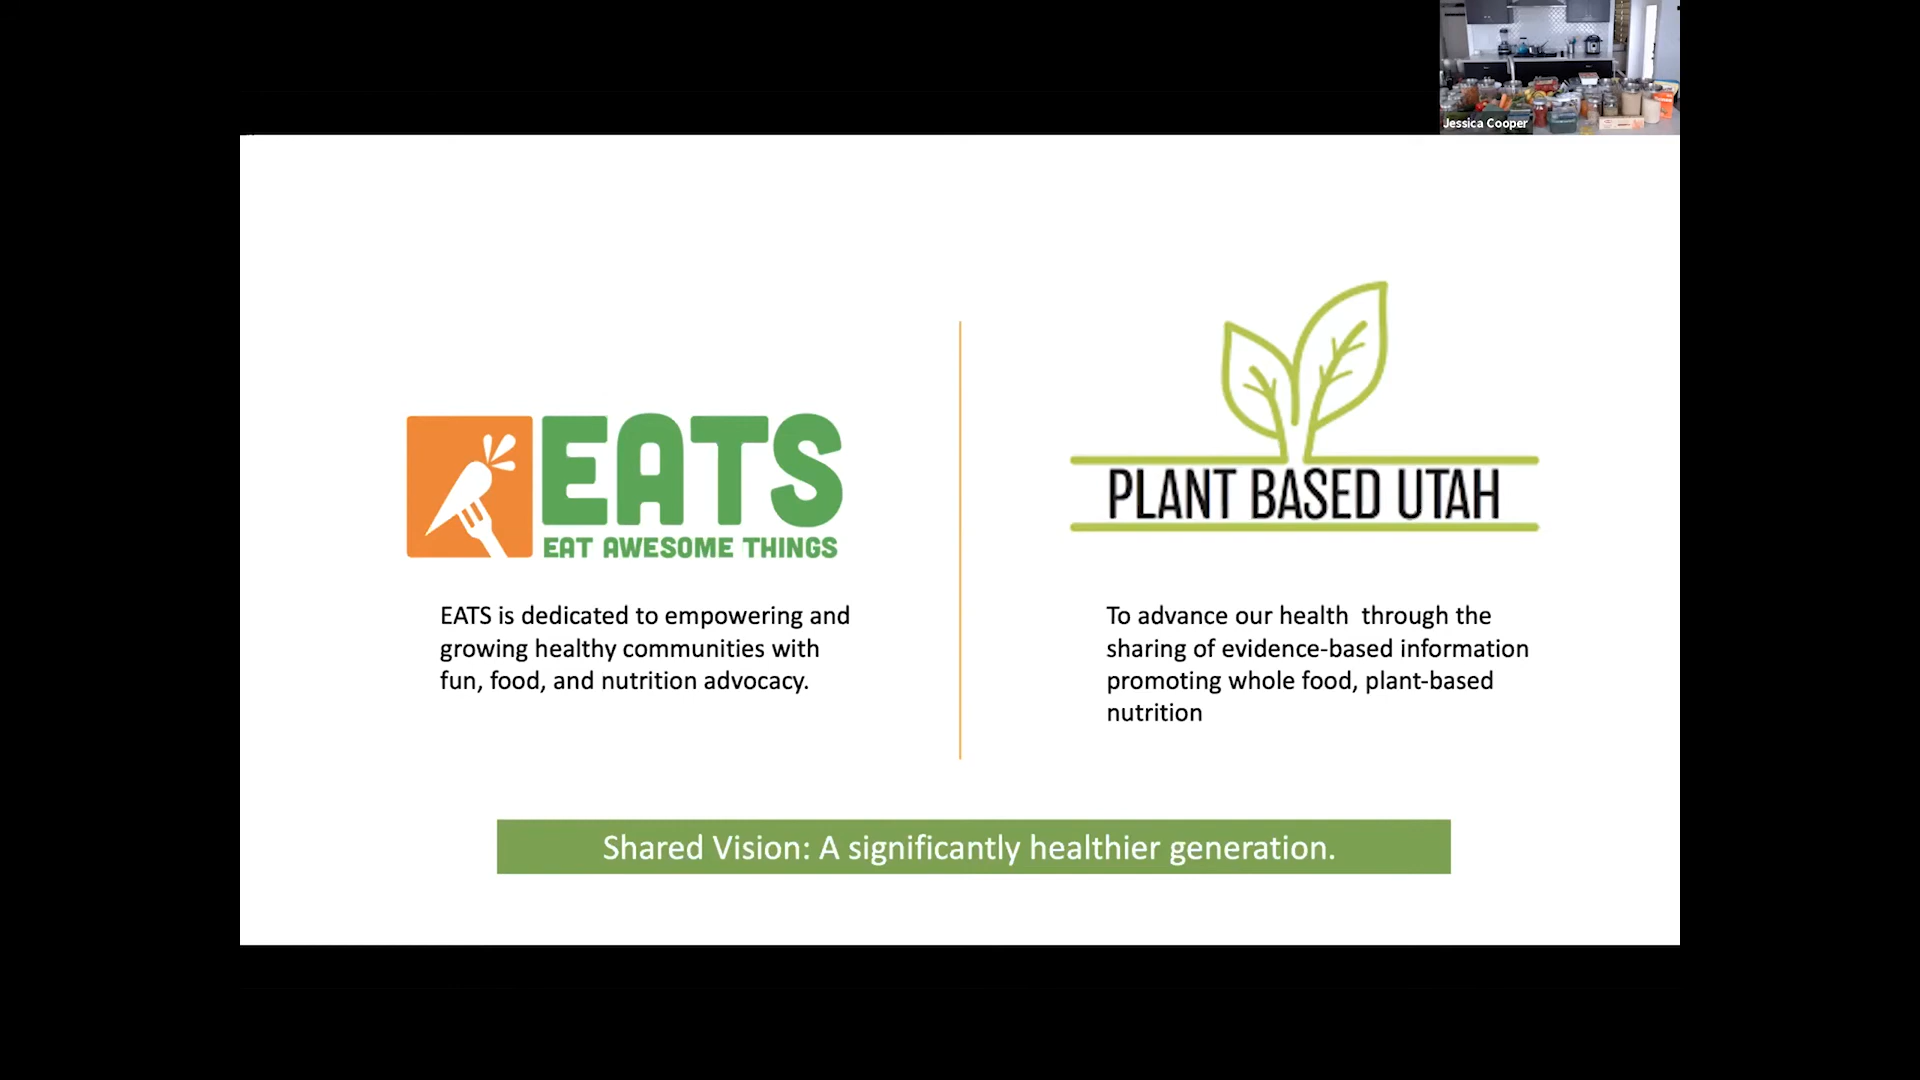 Jessica Cooper
EATS
EAT AWESOME THINGS
EATS is dedicated to empowering and
growing healthy communities with
fun, food, and nutrition advocacy.
PLANT BASED UTAH
To advance our health  through the
sharing of evidence-based information
promoting whole food, plant-based
nutrition
Shared Vision: A significantly healthier generation.